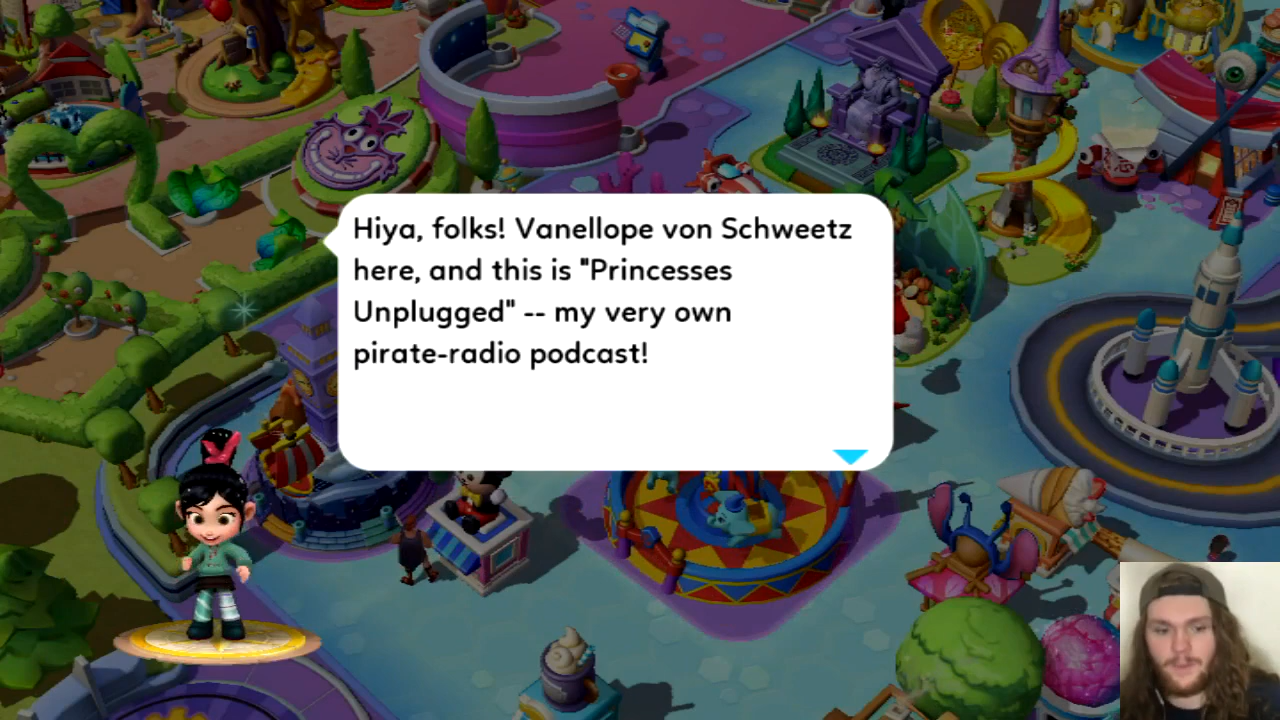 Hiya, folks! Vanellope von Schweetz
here, and this is "Princesses
Unplugged" -- my very own
pirate-radio podcast!